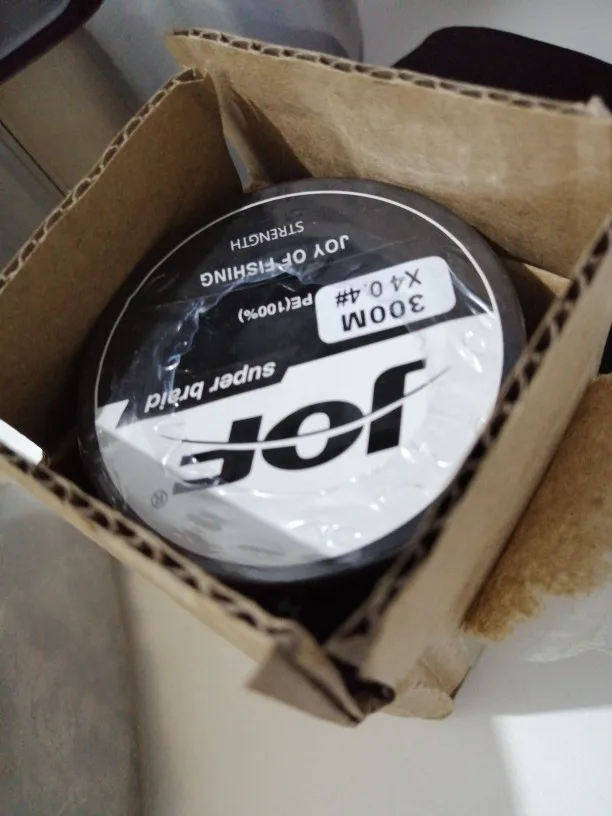 JOF®
super braid
PE(100%)
300M
X4 0.4#
JOY OF FISHING
STRENGTH